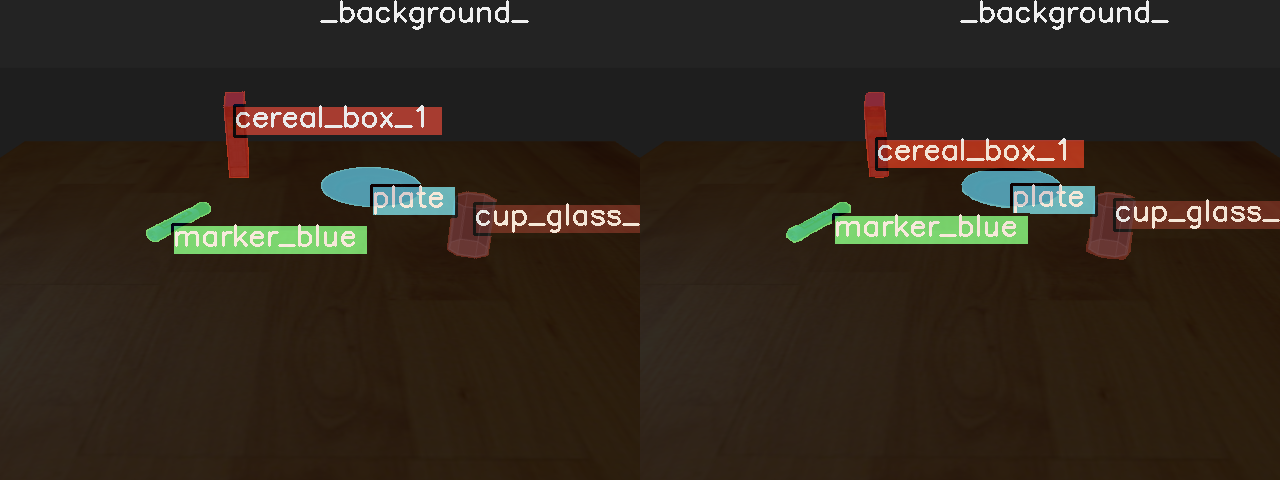 _background_
_background_
cereal_box_1
cereal_box_1
plate
plate
cup_glass_
cup_glass_
marker_blue
marker_blue